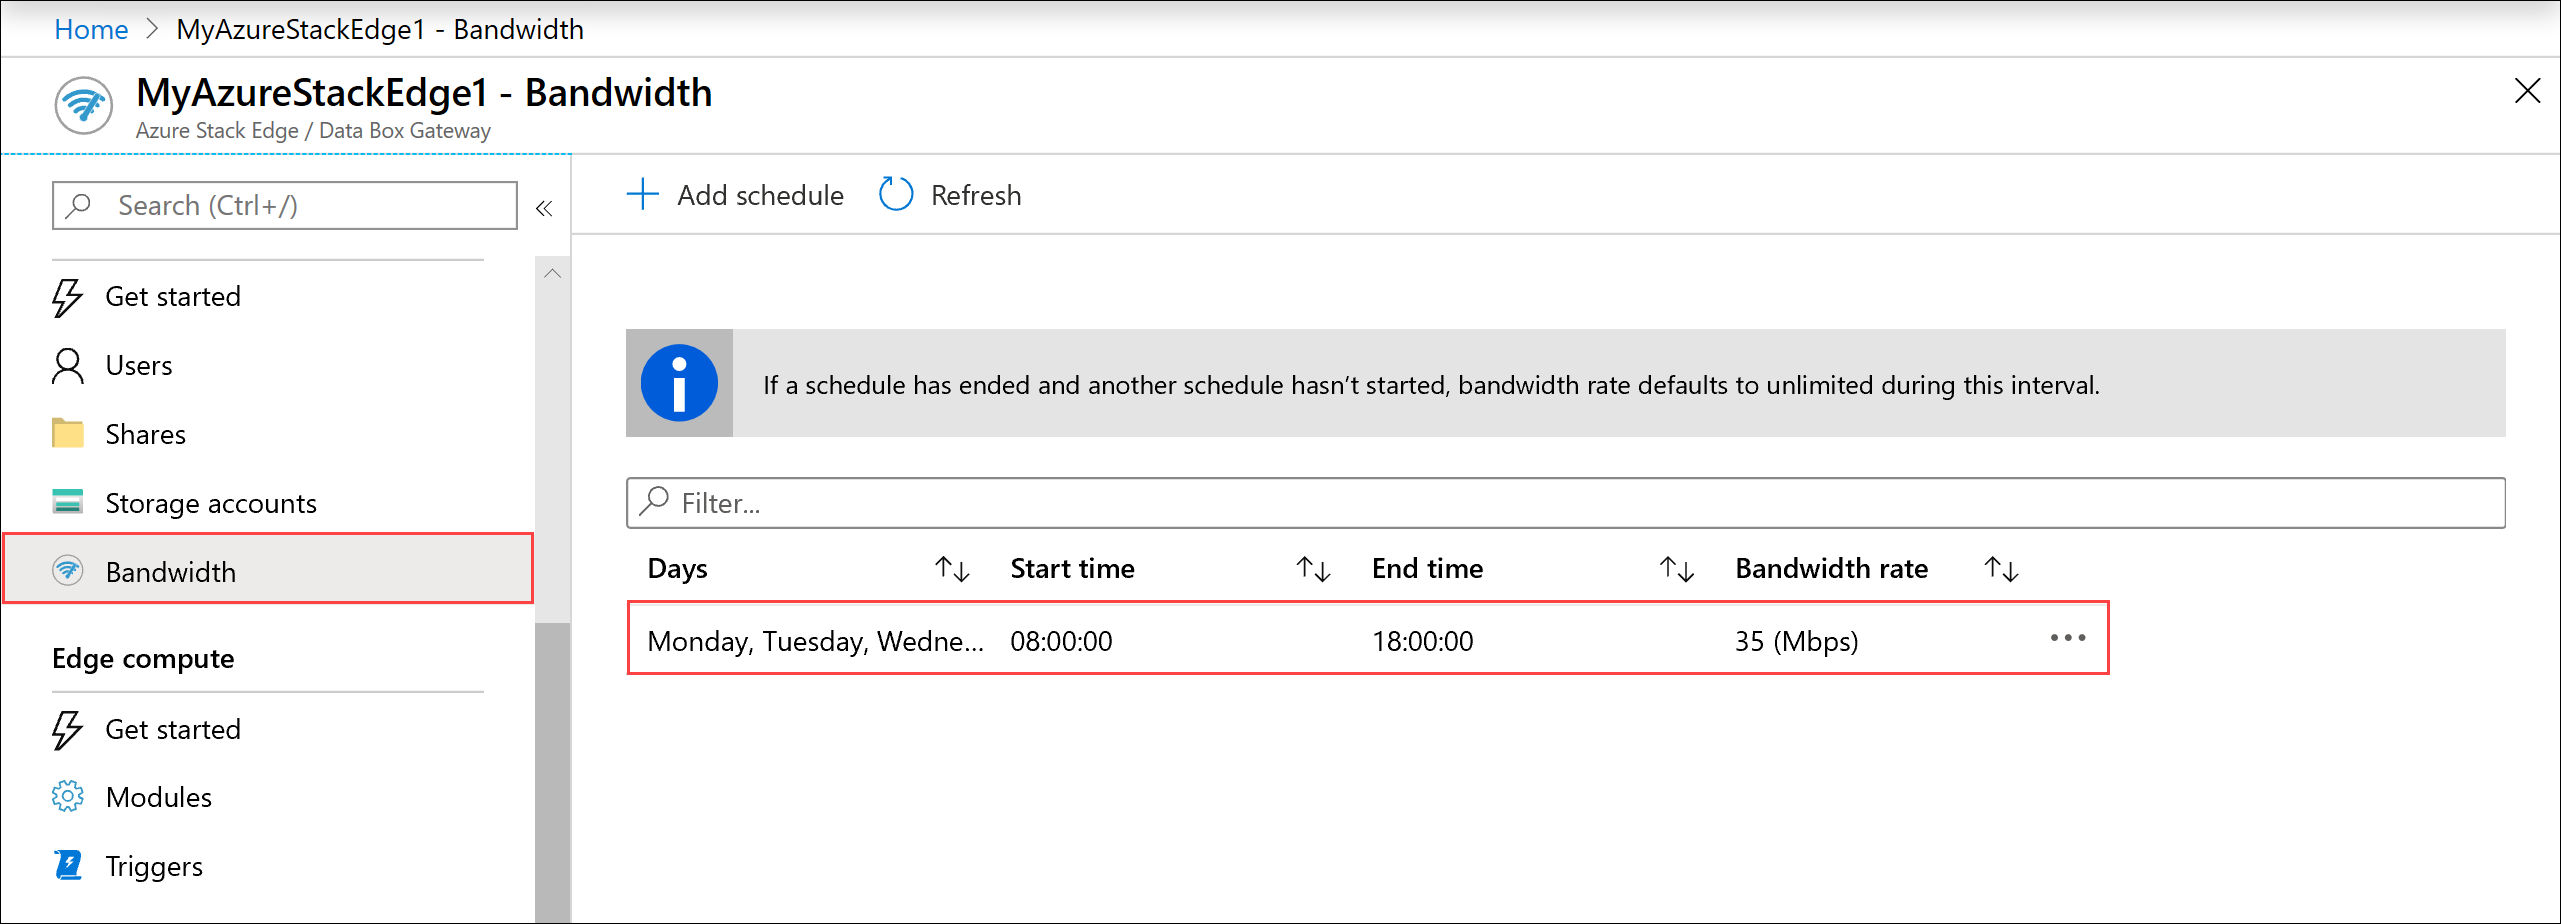 Home > MyAzureStackEdge1 - Bandwidth
MyAzureStackEdge1 - Bandwidth
Azure Stack Edge / Data Box Gateway
Search (Ctrl+/)
Get started
Users
Shares
Storage accounts
Bandwidth
Edge compute
Get started
Modules
Triggers
Add schedule Refresh
If a schedule has ended and another schedule hasn’t started, bandwidth rate defaults to unlimited during this interval.
Filter...
Days Start time End time Bandwidth rate
Monday, Tuesday, Wedne... 08:00:00 18:00:00 35 (Mbps)